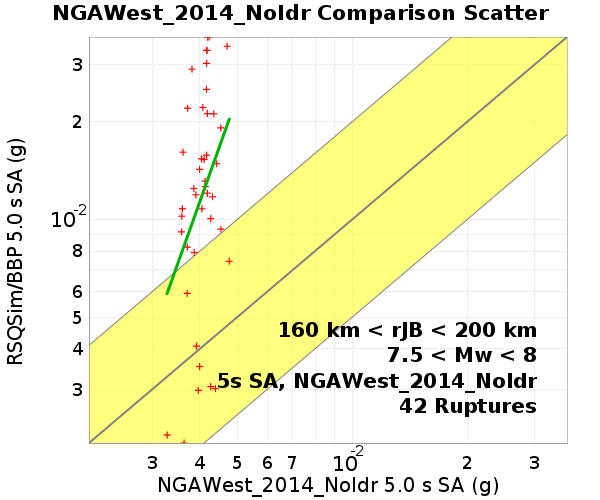 NGAWest_2014_NoIdr Comparison Scatter
RSQSim/BBP 5.0 s SA (g)
3
2
10-2
8
6
5
4
3
160 km < rJB < 200 km
7.5 < Mw < 8
5s SA, NGAWest_2014_NoIdr
42 Ruptures
3 4 5 6 7 10-2 2 3
NGAWest_2014_NoIdr 5.0 s SA (g)